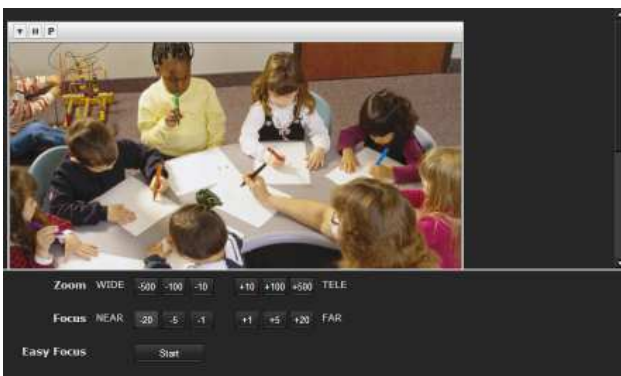 P
Zoom WIDE -500 -100 -10 +10 +100 +500 TELE
Focus NEAR -20 -5 -1 +1 +5 +20 FAR
Easy Focus Start